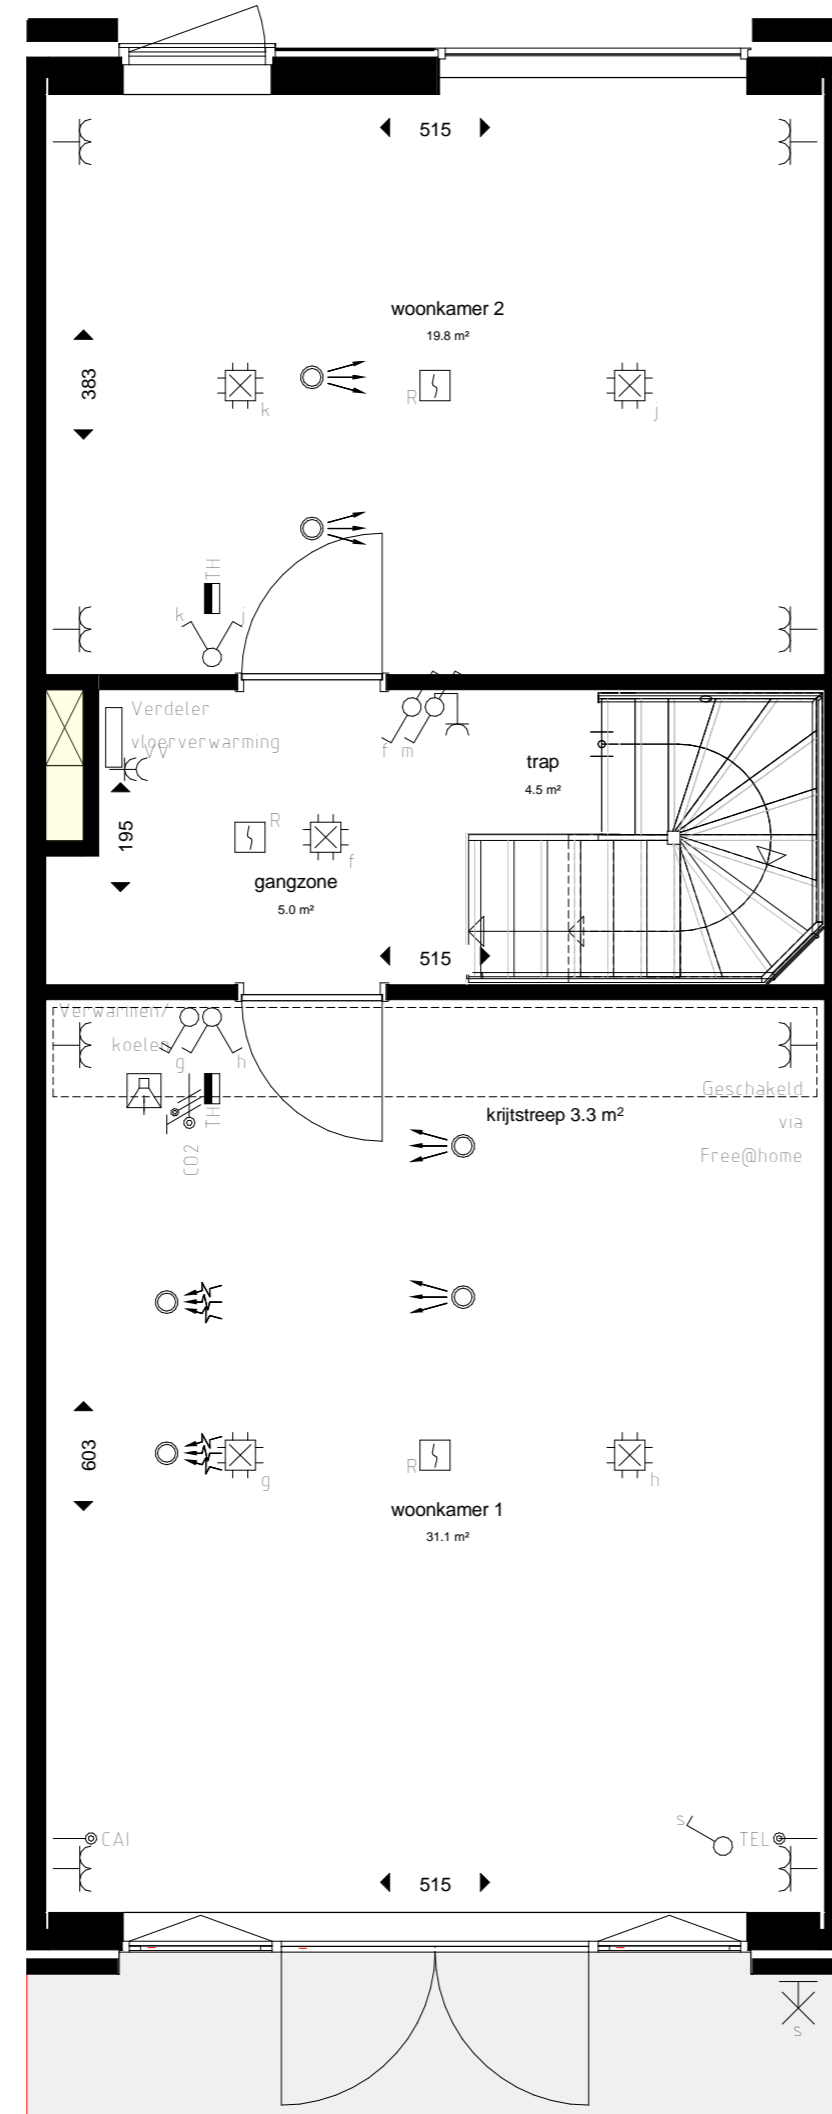 515
woonkamer 2
19.8 m²
383
k
R
j
TH
k
j
Verdeler
vloerverwarming
VV
f m
trap
4.5 m²
195
R
f
gangzone
5.0 m²
515
Verwarmen/
koelen
g
h
TH
CO2
krijtstreep 3.3 m²
Geschakeld
via
Free@home
603
g
R
h
woonkamer 1
31.1 m²
s
CAI
TEL
515
s